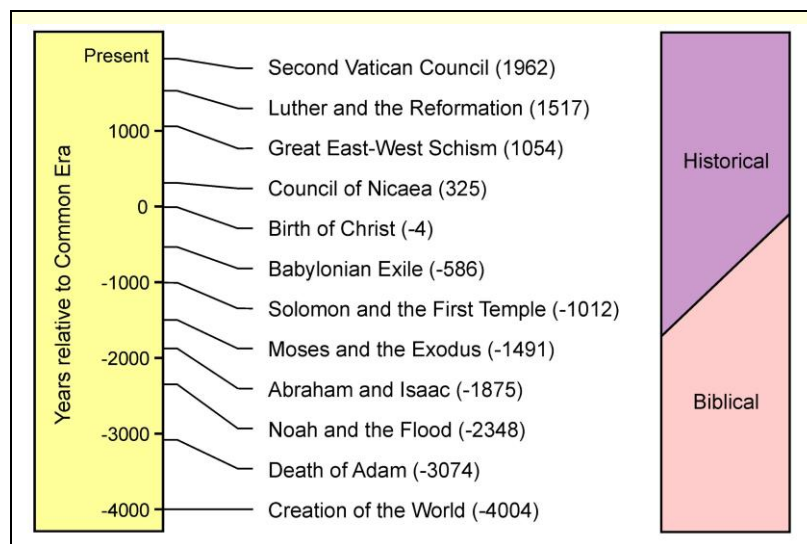 Years relative to Common Era
Present
1000
0
-1000
-2000
-3000
-4000
Second Vatican Council (1962)
Luther and the Reformation (1517)
Great East-West Schism (1054)
Council of Nicaea (325)
Birth of Christ (-4)
Babylonian Exile (-586)
Solomon and the First Temple (-1012)
Moses and the Exodus (-1491)
Abraham and Isaac (-1875)
Noah and the Flood (-2348)
Death of Adam (-3074)
Creation of the World (-4004)
Historical
Biblical